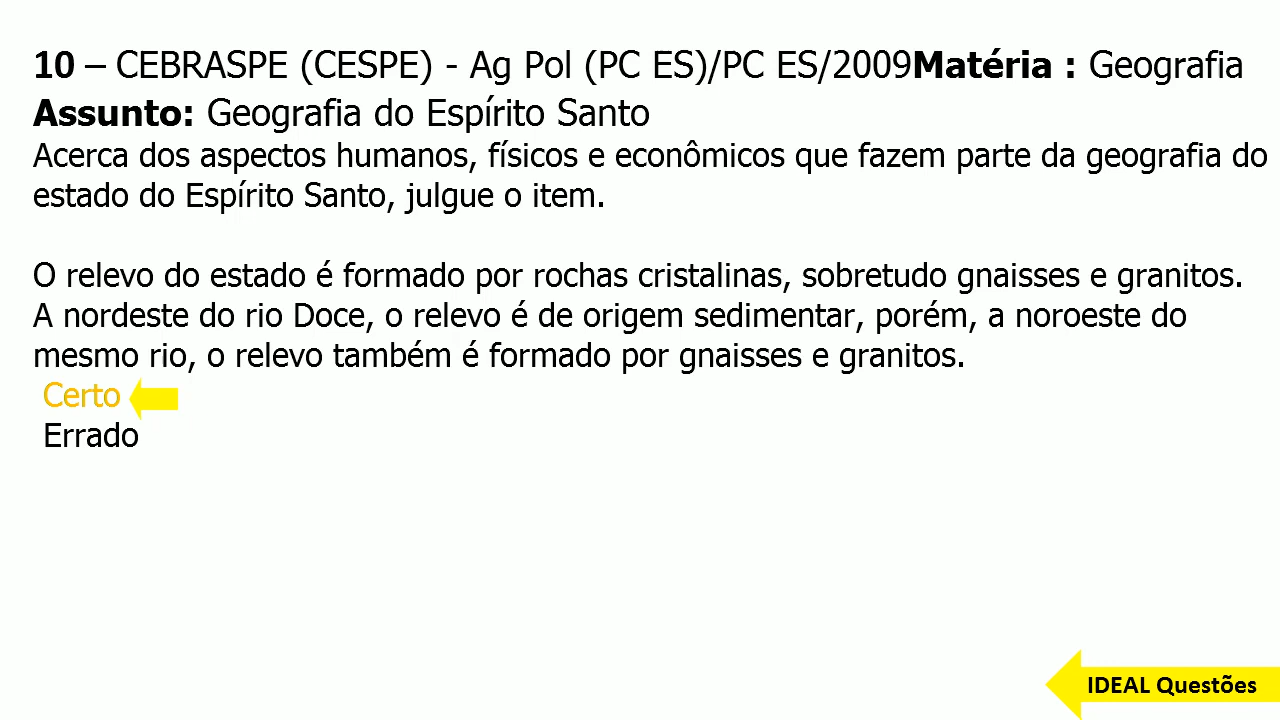 10 – CEBRASPE (CESPE) - Ag Pol (PC ES)/PC ES/2009Matéria : Geografia
Assunto: Geografia do Espírito Santo
Acerca dos aspectos humanos, físicos e econômicos que fazem parte da geografia do
estado do Espírito Santo, julgue o item.
O relevo do estado é formado por rochas cristalinas, sobretudo gnaisses e granitos.
A nordeste do rio Doce, o relevo é de origem sedimentar, porém, a noroeste do
mesmo rio, o relevo também é formado por gnaisses e granitos.
Certo
Errado
IDEAL Questões